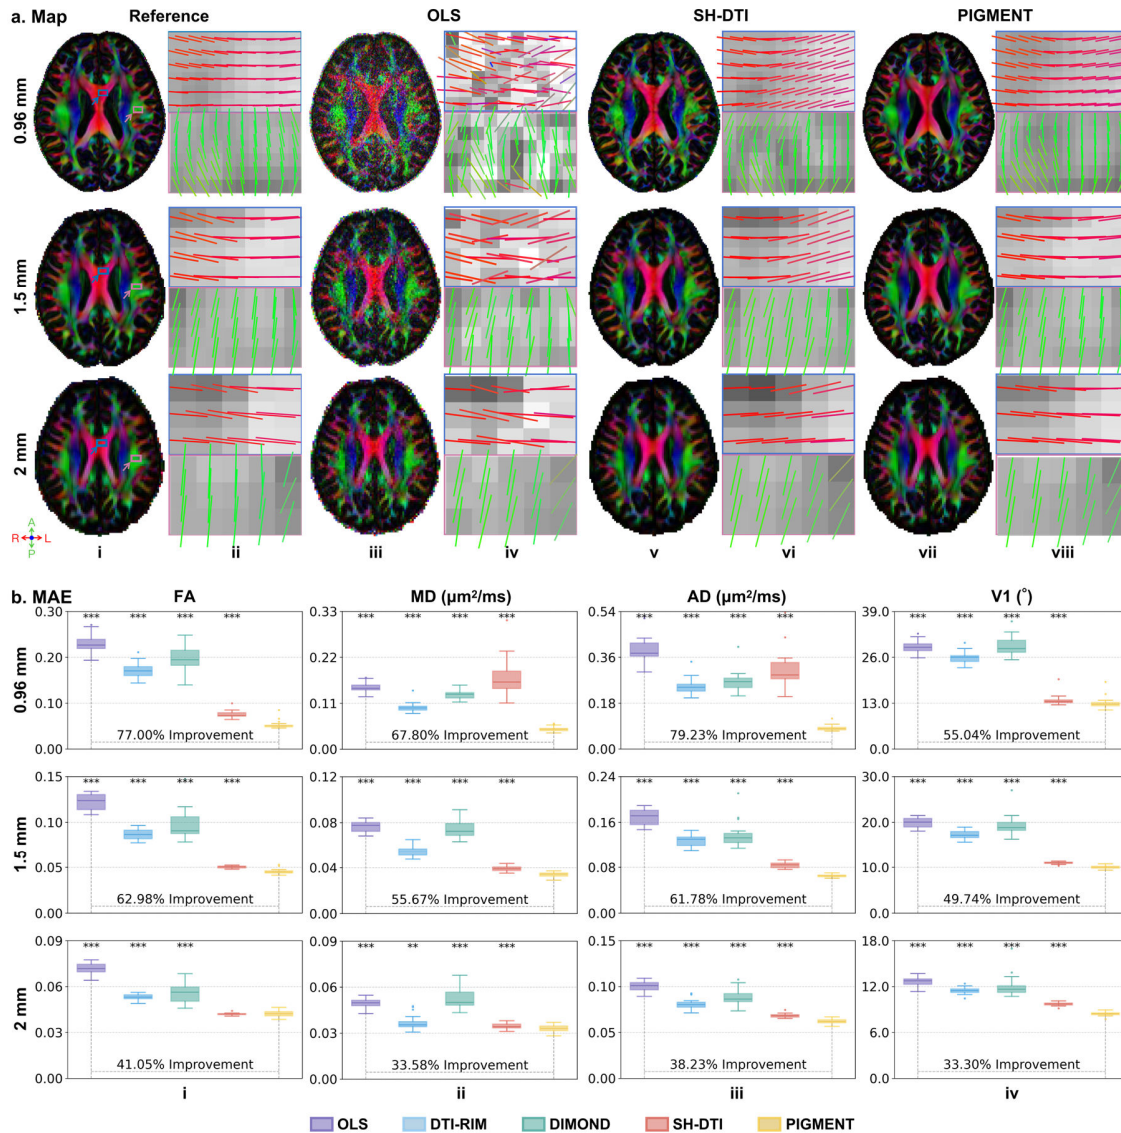 a. Map
Reference OLS SH-DTI PIGMENT
0.96 mm
1.5 mm
2 mm
A
R L
P
i ii iii iv v vi vii viii
b. MAE
FA MD (μm²/ms) AD (μm²/ms) V1 (°)
0.96 mm
0.30 0.33 0.54 39.0
*** *** *** *** *** *** *** *** *** *** *** *** *** *** *** ***
0.20 0.22 0.36 26.0
0.10 0.11 0.18 13.0
77.00% Improvement 67.80% Improvement 79.23% Improvement 55.04% Improvement
0.00 0.00 0.00 0.0
1.5 mm
0.15 0.12 0.24 30.0
*** *** *** *** *** *** *** *** *** *** *** *** *** *** *** ***
0.10 0.08 0.16 20.0
0.05 0.04 0.08 10.0
62.98% Improvement 55.67% Improvement 61.78% Improvement 49.74% Improvement
0.00 0.00 0.00 0.0
2 mm
0.09 0.09 0.15 18.0
*** *** *** *** ** *** *** *** *** *** *** *** *** *** ***
0.06 0.06 0.10 12.0
0.03 0.03 0.05 6.0
41.05% Improvement 33.58% Improvement 38.23% Improvement 33.30% Improvement
0.00 0.00 0.00 0.0
i ii iii iv
OLS DTI-RIM DIMOND SH-DTI PIGMENT